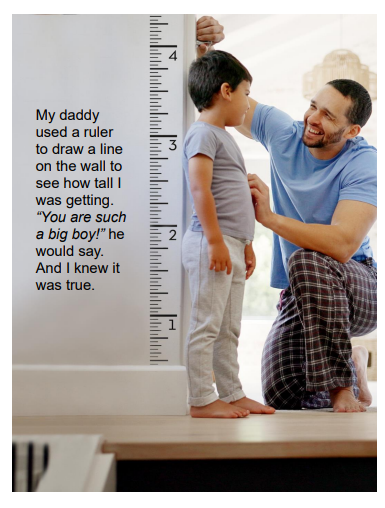 4
My daddy
used a ruler
to draw a line
on the wall to
see how tall I
was getting.
“You are such
a big boy!” he
would say.
And I knew it
was true.
3
2
1